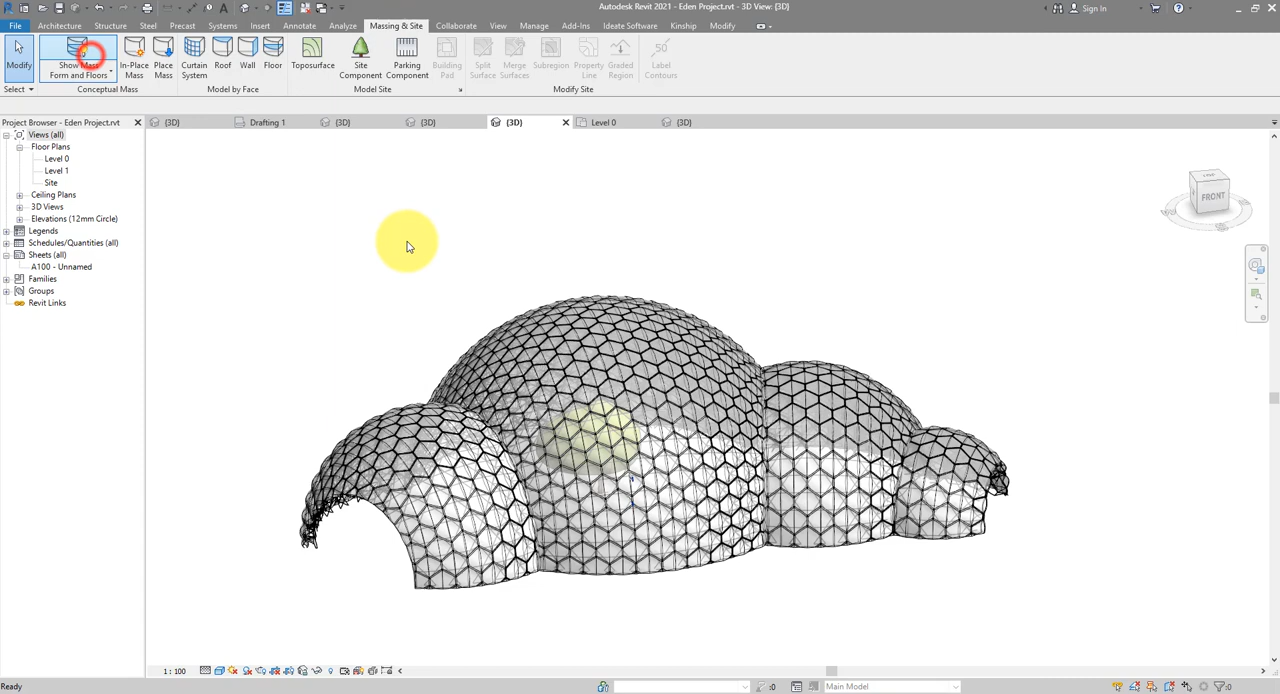 Autodesk Revit 2021 - Eden Project.rvt - 3D View: {3D}
Sign In
File Architecture Structure Steel Precast Systems Insert Annotate Analyze Massing & Site Collaborate View Manage Add-Ins Ideate Software Kinship Modify
Modify
Show Mass
Form and Floors
In-Place
Mass
Place
Mass
Curtain
System
Roof
Wall
Floor
Toposurface
Site
Component
Parking
Component
Building
Pad
Split
Surface
Merge
Surfaces
Subregion
Property
Line
Graded
Region
50
Label
Contours
Select
Conceptual Mass
Model by Face
Model Site
Modify Site
Project Browser - Eden Project.rvt
{3D}
Drafting 1
{3D}
{3D}
{3D}
Level 0
{3D}
Views (all)
Floor Plans
Level 0
Level 1
Site
Ceiling Plans
3D Views
Elevations (12mm Circle)
Legends
Schedules/Quantities (all)
Sheets (all)
A100 - Unnamed
Families
Groups
Revit Links
FRONT
1 : 100
Ready
:0
Main Model
:0